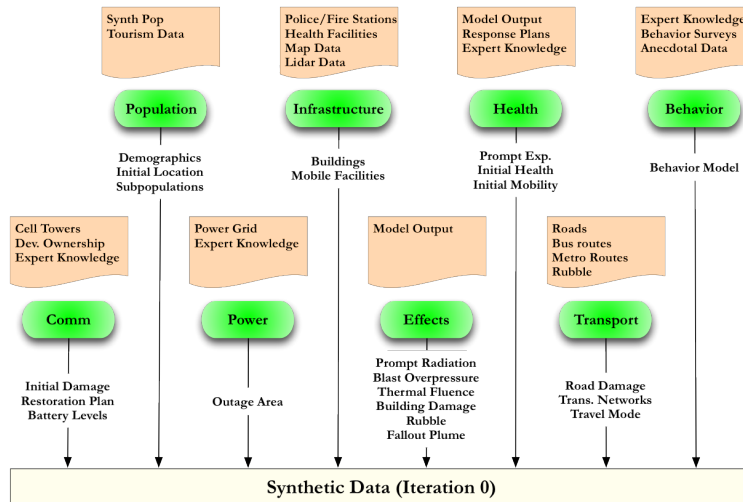 Synth Pop
Tourism Data
Police/Fire Stations
Health Facilities
Map Data
Lidar Data
Model Output
Response Plans
Expert Knowledge
Expert Knowledge
Behavior Surveys
Anecdotal Data
Population
Infrastructure
Health
Behavior
Demographics
Initial Location
Subpopulations
Buildings
Mobile Facilities
Prompt Exp.
Initial Health
Initial Mobility
Behavior Model
Cell Towers
Dev. Ownership
Expert Knowledge
Power Grid
Expert Knowledge
Model Output
Roads
Bus routes
Metro Routes
Rubble
Comm
Power
Effects
Transport
Initial Damage
Restoration Plan
Battery Levels
Outage Area
Prompt Radiation
Blast Overpressure
Thermal Fluence
Building Damage
Rubble
Fallout Plume
Road Damage
Trans. Networks
Travel Mode
Synthetic Data (Iteration 0)